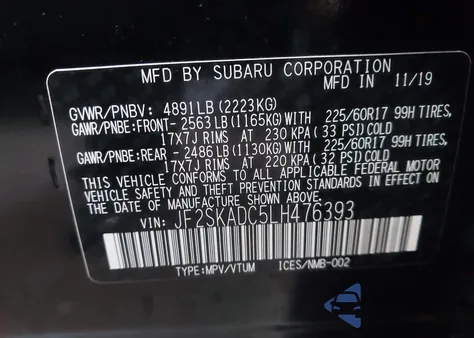 MFD BY SUBARU CORPORATION
MFD IN 11/19
GVWR/PNBV: 4891LB (2223KG)
GAWR/PNBE:FRONT- 2563LB (1165KG)WITH 225/60R17 99H TIRES,
17X7J RIMS AT 230 KPA ( 33 PSI)COLD
GAWR/PNBE:REAR - 2486LB (1130KG)WITH 225/60R17 99H TIRES,
17X7J RIMS AT 220 KPA ( 32 PSI)COLD
THIS VEHICLE CONFORMS TO ALL APPLICABLE FEDERAL MOTOR
VEHICLE SAFETY AND THEFT PREVENTION STANDARDS IN EFFECT ON
THE DATE OF MANUFACTURE SHOWN ABOVE.
VIN: JF2SKADC5LH476393
TYPE:MPV/VTUM ICES/NMB-002